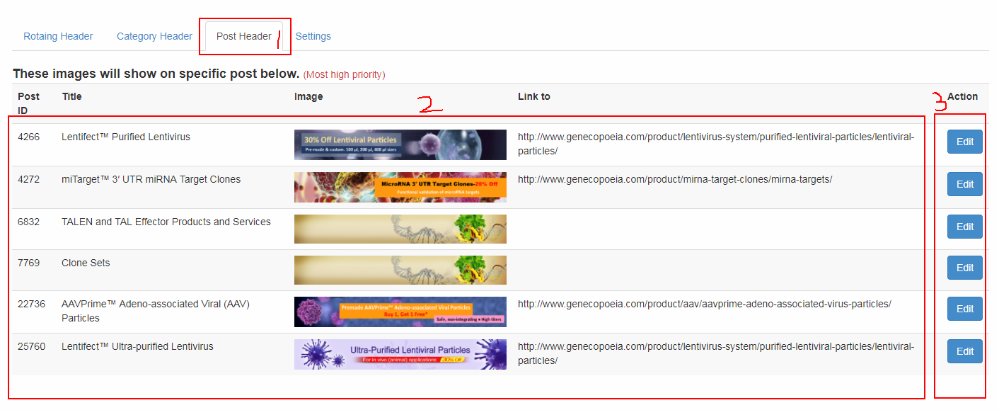 Rotaing Header Category Header Post Header 1 Settings
These images will show on specific post below. (Most high priority)
Post ID Title Image 2 Link to 3 Action
4266 Lentifect™ Purified Lentivirus
30% Off Lentiviral Particles
Pre-made & custom. 100 µl, 200 µl, 400 µl sizes
http://www.genecopoeia.com/product/lentivirus-system/purified-lentiviral-particles/lentiviral-
particles/
Edit
4272 miTarget™ 3′ UTR miRNA Target Clones
MicroRNA 3' UTR Target Clones-20% Off
Functional validation of microRNA targets
http://www.genecopoeia.com/product/mirna-target-clones/mirna-targets/
Edit
6832 TALEN and TAL Effector Products and Services
Edit
7769 Clone Sets
Edit
22736 AAVPrime™ Adeno-associated Viral (AAV)
Particles
Premade AAVPrime™ Adeno-associated Viral Particles
Buy 1, Get 1 Free*
Safe, non-integrating • High titers
http://www.genecopoeia.com/product/aav/aavprime-adeno-associated-virus-particles/
Edit
25760 Lentifect™ Ultra-purified Lentivirus
Ultra-Purified Lentiviral Particles
For in vivo (animal) applications 30% Off
http://www.genecopoeia.com/product/lentivirus-system/purified-lentiviral-particles/lentiviral-
particles/
Edit